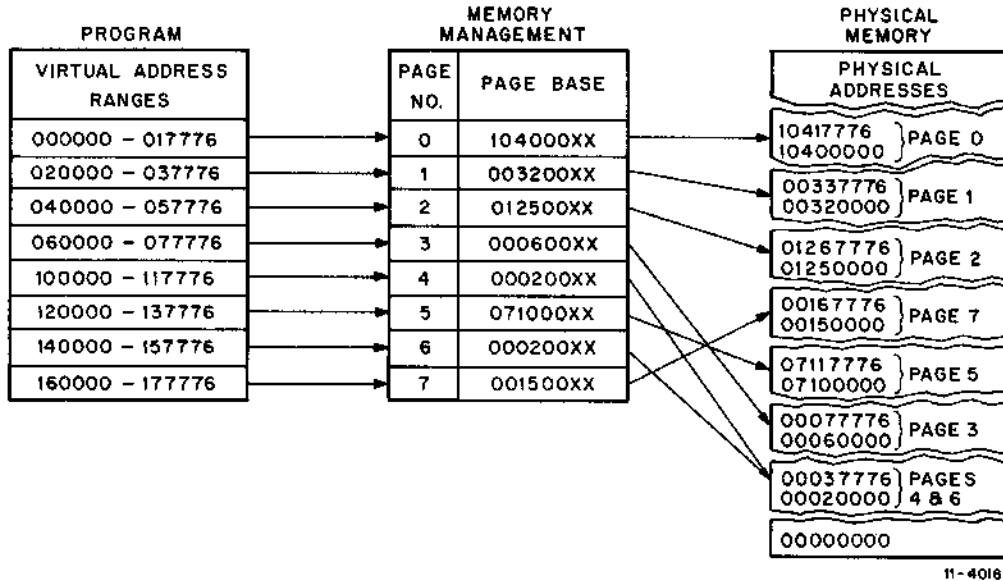 PROGRAM
VIRTUAL ADDRESS
RANGES
000000 - 017776
020000 - 037776
040000 - 057776
060000 - 077776
100000 - 117776
120000 - 137776
140000 - 157776
160000 - 177776
MEMORY
MANAGEMENT
PAGE
NO.
PAGE BASE
0 104000XX
1 003200XX
2 012500XX
3 000600XX
4 000200XX
5 071000XX
6 000200XX
7 001500XX
PHYSICAL
MEMORY
PHYSICAL
ADDRESSES
10417776
10400000
PAGE 0
00337776
00320000
PAGE 1
01267776
01250000
PAGE 2
00167776
00150000
PAGE 7
07117776
07100000
PAGE 5
00077776
00060000
PAGE 3
00037776
00020000
PAGES
4 & 6
00000000
11-4016